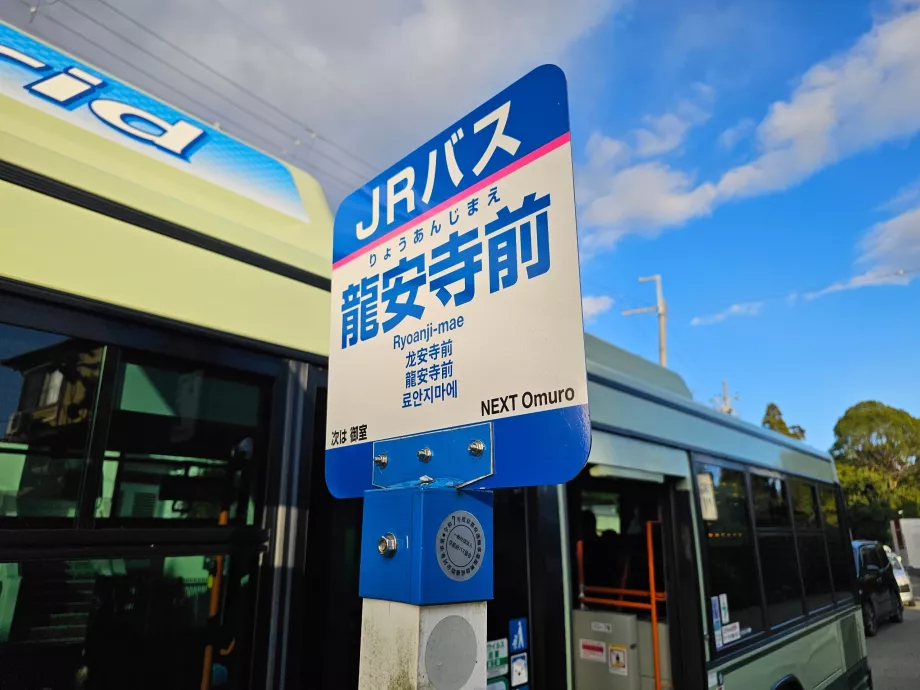 rid
JRバス
りょうあんじまえ
龍安寺前
Ryoanji-mae
龙安寺前
龍安寺前
료안지마에
NEXT Omuro
次は 御室